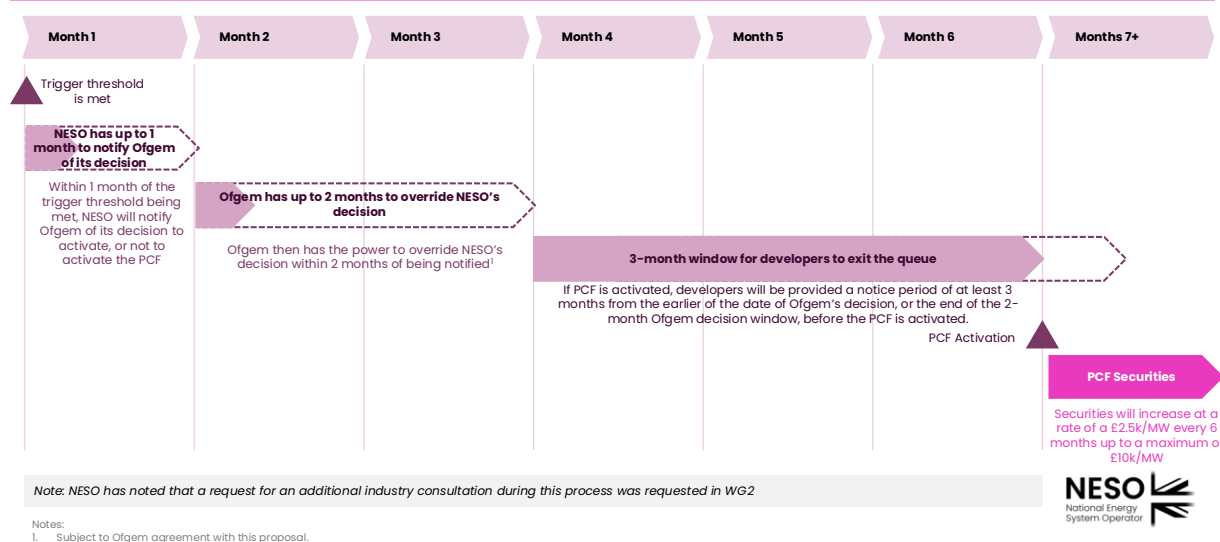 Month 1
Month 2
Month 3
Month 4
Month 5
Month 6
Months 7+
Trigger threshold
is met
NESO has up to 1
month to notify Ofgem
of its decision
Within 1 month of the
trigger threshold being
met, NESO will notify
Ofgem of its decision to
activate, or not to
activate the PCF
Ofgem has up to 2 months to override NESO's
decision
Ofgem then has the power to override NESO's
decision within 2 months of being notified¹
3-month window for developers to exit the queue
If PCF is activated, developers will be provided a notice period of at least 3
months from the earlier of the date of Ofgem's decision, or the end of the 2-
month Ofgem decision window, before the PCF is activated.
PCF Activation
PCF Securities
Securities will increase at a
rate of a £2.5k/MW every 6
months up to a maximum o
£10k/MW
Note: NESO has noted that a request for an additional industry consultation during this process was requested in WG2
NESO
National Energy
System Operator
Notes:
1. Subject to Ofgem agreement with this proposal.